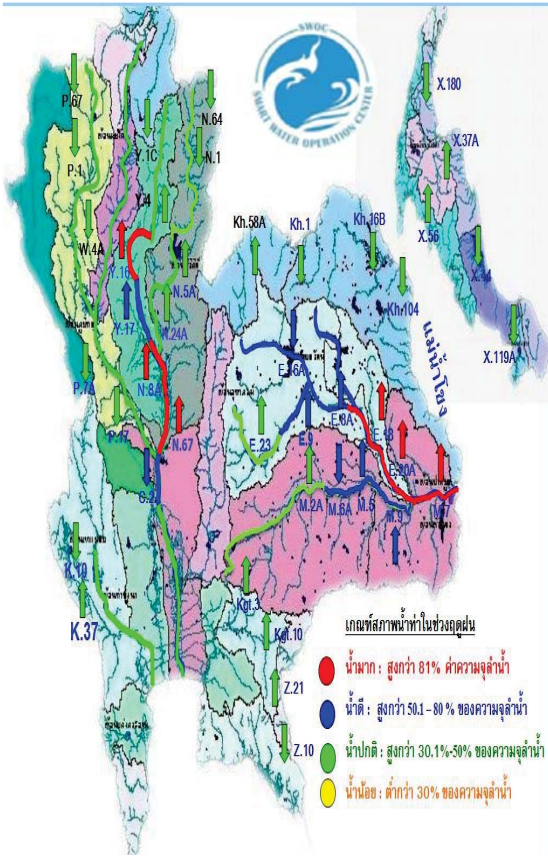 SWOC
SMART WATER OPERATION CENTER
P.67
N.64
X.180
Y.1C
N.1
X.37A
P.1
Y.4
Kh.58A
Kh.1
Kh.16B
X.56
W.4A
Y.16
N.5A
Kh.104
แม่น้ำโขง
Y.17
N.24A
X.119A
E.16A
P.7A
N.8A
E.8A
P.17
N.67
E.23
E.9
E.20A
C.2
M.2A
M.6A
M.5
M.9
M.7
K.10
Kgt.3
K.37
Kgt.10
Z.21
Z.10
เกณฑ์สภาพน้ำท่าในช่วงฤดูฝน
น้ำมาก : สูงกว่า 81% ค่าความจุลำน้ำ
น้ำดี : สูงกว่า 50.1 – 80 % ของความจุลำน้ำ
น้ำปกติ : สูงกว่า 30.1%-50% ของความจุลำน้ำ
น้ำน้อย : ต่ำกว่า 30% ของความจุลำน้ำ